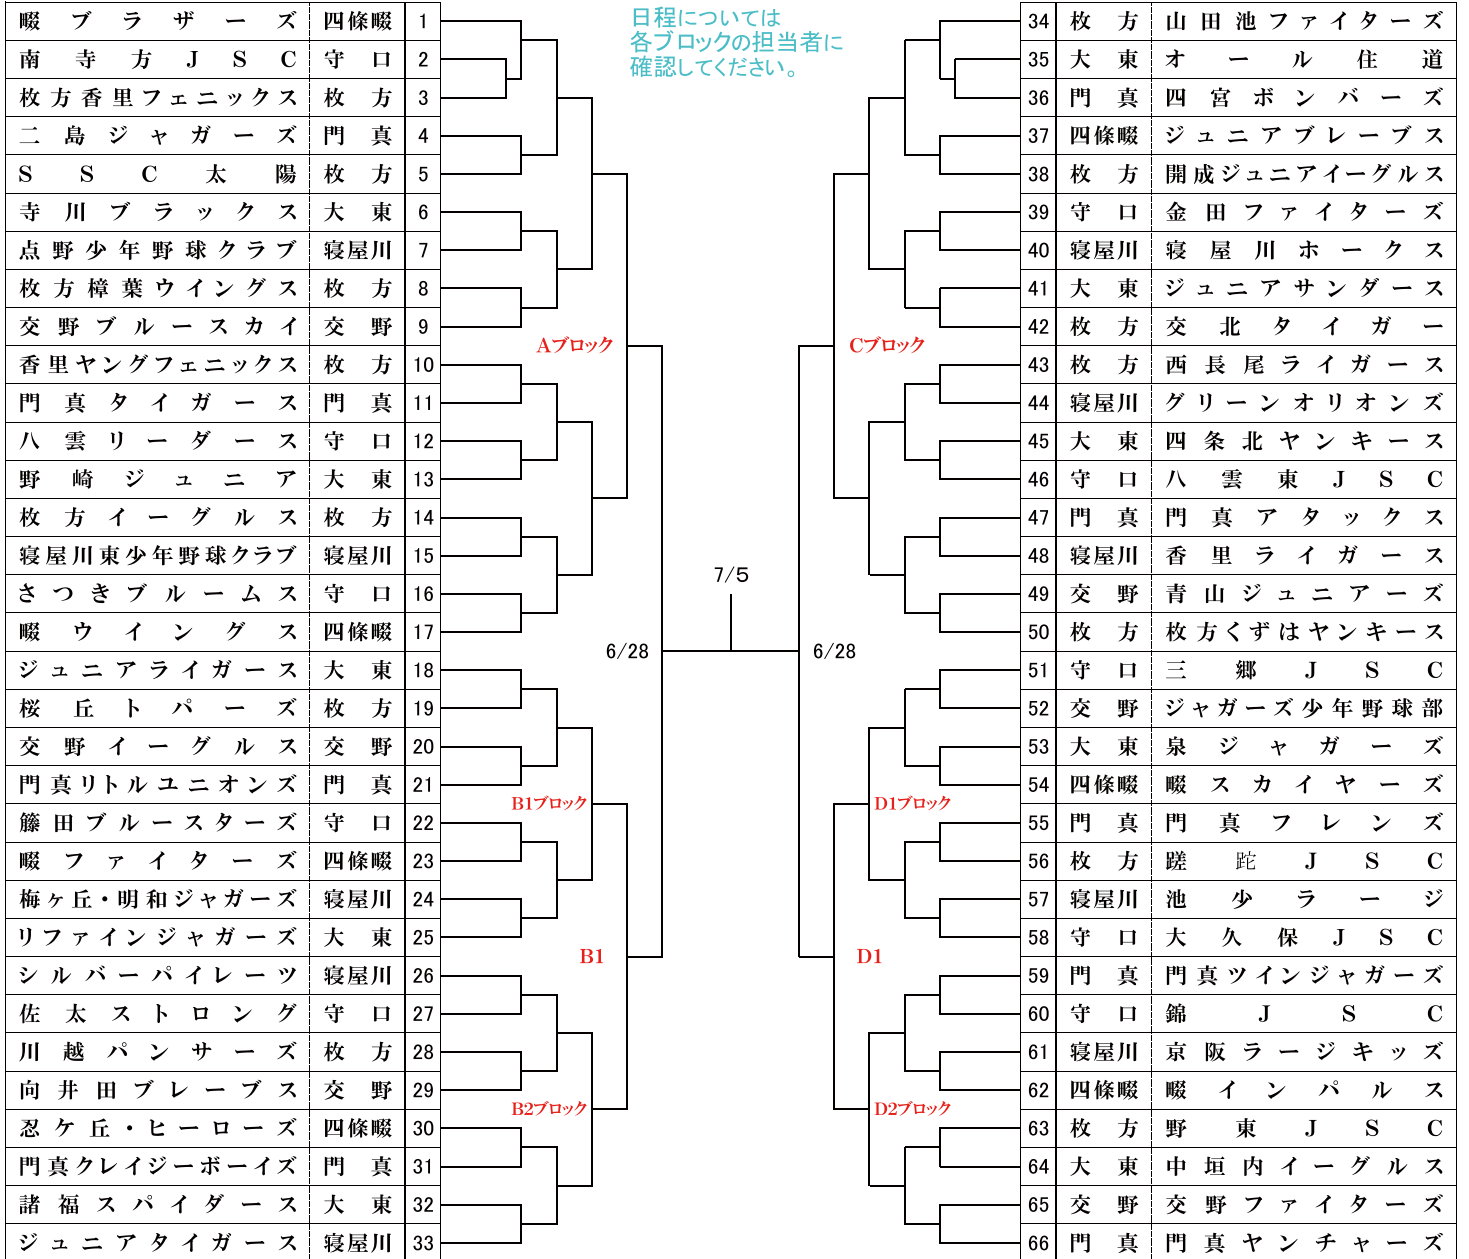 日程については
各ブロックの担当者に
確認してください。
畷ブラザーズ 四條畷 1
南寺方JSC 守口 2
枚方香里フェニックス 枚方 3
二島ジャガーズ 門真 4
SSC太陽 枚方 5
寺川ブラックス 大東 6
点野少年野球クラブ 寝屋川 7
枚方樟葉ウイングス 枚方 8
交野ブルースカイ 交野 9
香里ヤングフェニックス 枚方 10
門真タイガース 門真 11
八雲リーダース 守口 12
野崎ジュニア 大東 13
枚方イーグルス 枚方 14
寝屋川東少年野球クラブ 寝屋川 15
さつきブルームス 守口 16
畷ウイングス 四條畷 17
ジュニアライガース 大東 18
桜丘トパーズ 枚方 19
交野イーグルス 交野 20
門真リトルユニオンズ 門真 21
籐田ブルースターズ 守口 22
畷ファイターズ 四條畷 23
梅ヶ丘・明和ジャガーズ 寝屋川 24
リファインジャガーズ 大東 25
シルバーパイレーツ 寝屋川 26
佐太ストロング 守口 27
川越パンサーズ 枚方 28
向井田ブレーブス 交野 29
忍ケ丘・ヒーローズ 四條畷 30
門真クレイジーボーイズ 門真 31
諸福スパイダース 大東 32
ジュニアタイガース 寝屋川 33
Aブロック
B1ブロック
B1
B2ブロック
6/28
7/5
6/28
Cブロック
D1ブロック
D1
D2ブロック
34 枚方 山田池ファイターズ
35 大東 オール住道
36 門真 四宮ボンバーズ
37 四條畷 ジュニアブレーブス
38 枚方 開成ジュニアイーグルス
39 守口 金田ファイターズ
40 寝屋川 寝屋川ホークス
41 大東 ジュニアサンダース
42 枚方 交北タイガー
43 枚方 西長尾ライガース
44 寝屋川 グリーンオリオンズ
45 大東 四条北ヤンキース
46 守口 八雲東JSC
47 門真 門真アタックス
48 寝屋川 香里ライガース
49 交野 青山ジュニアーズ
50 枚方 枚方くずはヤンキース
51 守口 三郷JSC
52 交野 ジャガーズ少年野球部
53 大東 泉ジャガーズ
54 四條畷 畷スカイヤーズ
55 門真 門真フレンズ
56 枚方 蹉跎JSC
57 寝屋川 池少ラージ
58 守口 大久保JSC
59 門真 門真ツインジャガーズ
60 守口 錦JSC
61 寝屋川 京阪ラージキッズ
62 四條畷 畷インパルス
63 枚方 野東JSC
64 大東 中垣内イーグルス
65 交野 交野ファイターズ
66 門真 門真ヤンチャーズ